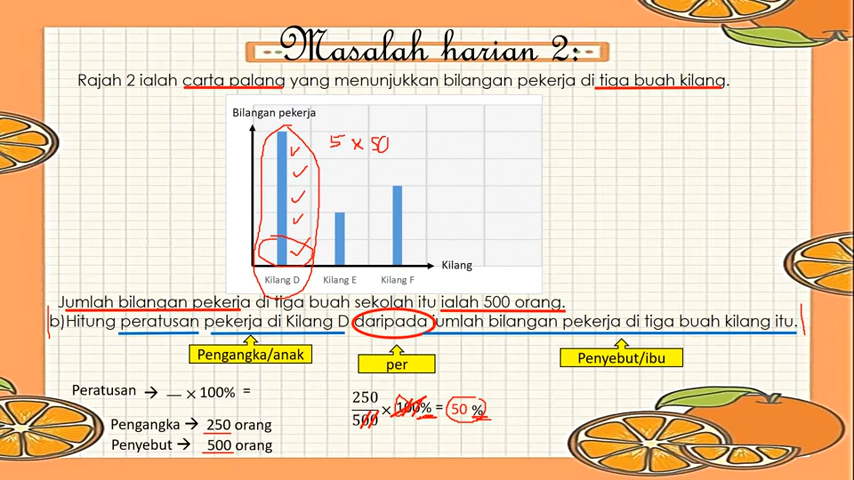 Masalah harian 2:
Rajah 2 ialah carta palang yang menunjukkan bilangan pekerja di tiga buah kilang.
Bilangan pekerja
5 x 50
Kilang
Kilang D Kilang E Kilang F
Jumlah bilangan pekerja di tiga buah sekolah itu ialah 500 orang.
b)Hitung peratusan pekerja di Kilang D daripada jumlah bilangan pekerja di tiga buah kilang itu.
Pengangka/anak
per
Penyebut/ibu
Peratusan → __ × 100% =
250
500 × 100% = 50 %
Pengangka → 250 orang
Penyebut → 500 orang